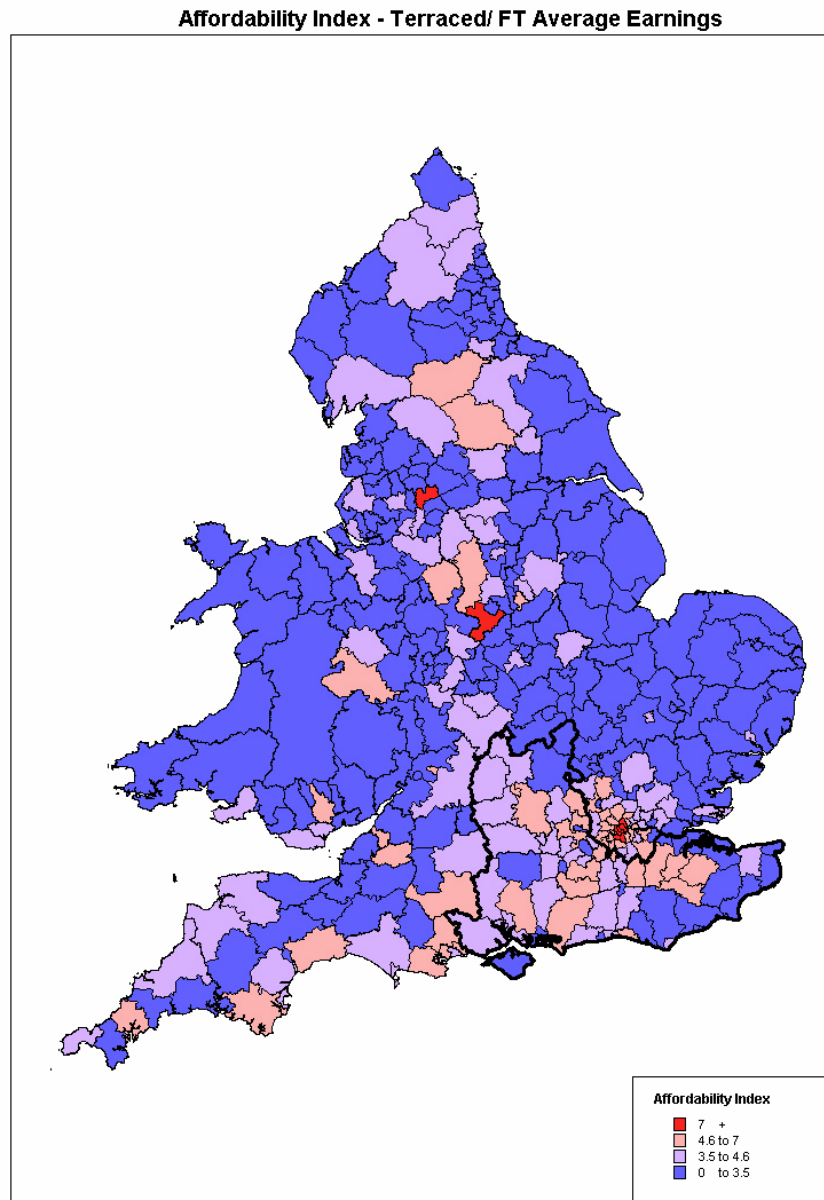 Affordability Index - Terraced/ FT Average Earnings
Affordability Index
7 +
4.6 to 7
3.5 to 4.6
0 to 3.5